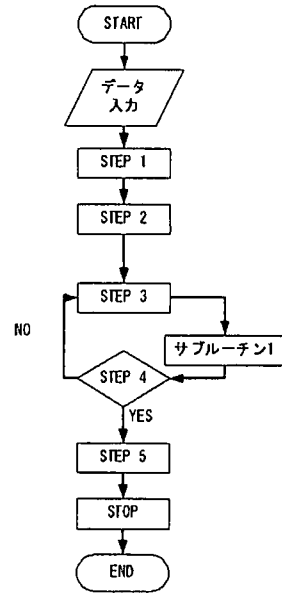 START
データ
入力
STEP 1
STEP 2
STEP 3
NO
サブルーチン1
STEP 4
YES
STEP 5
STOP
END